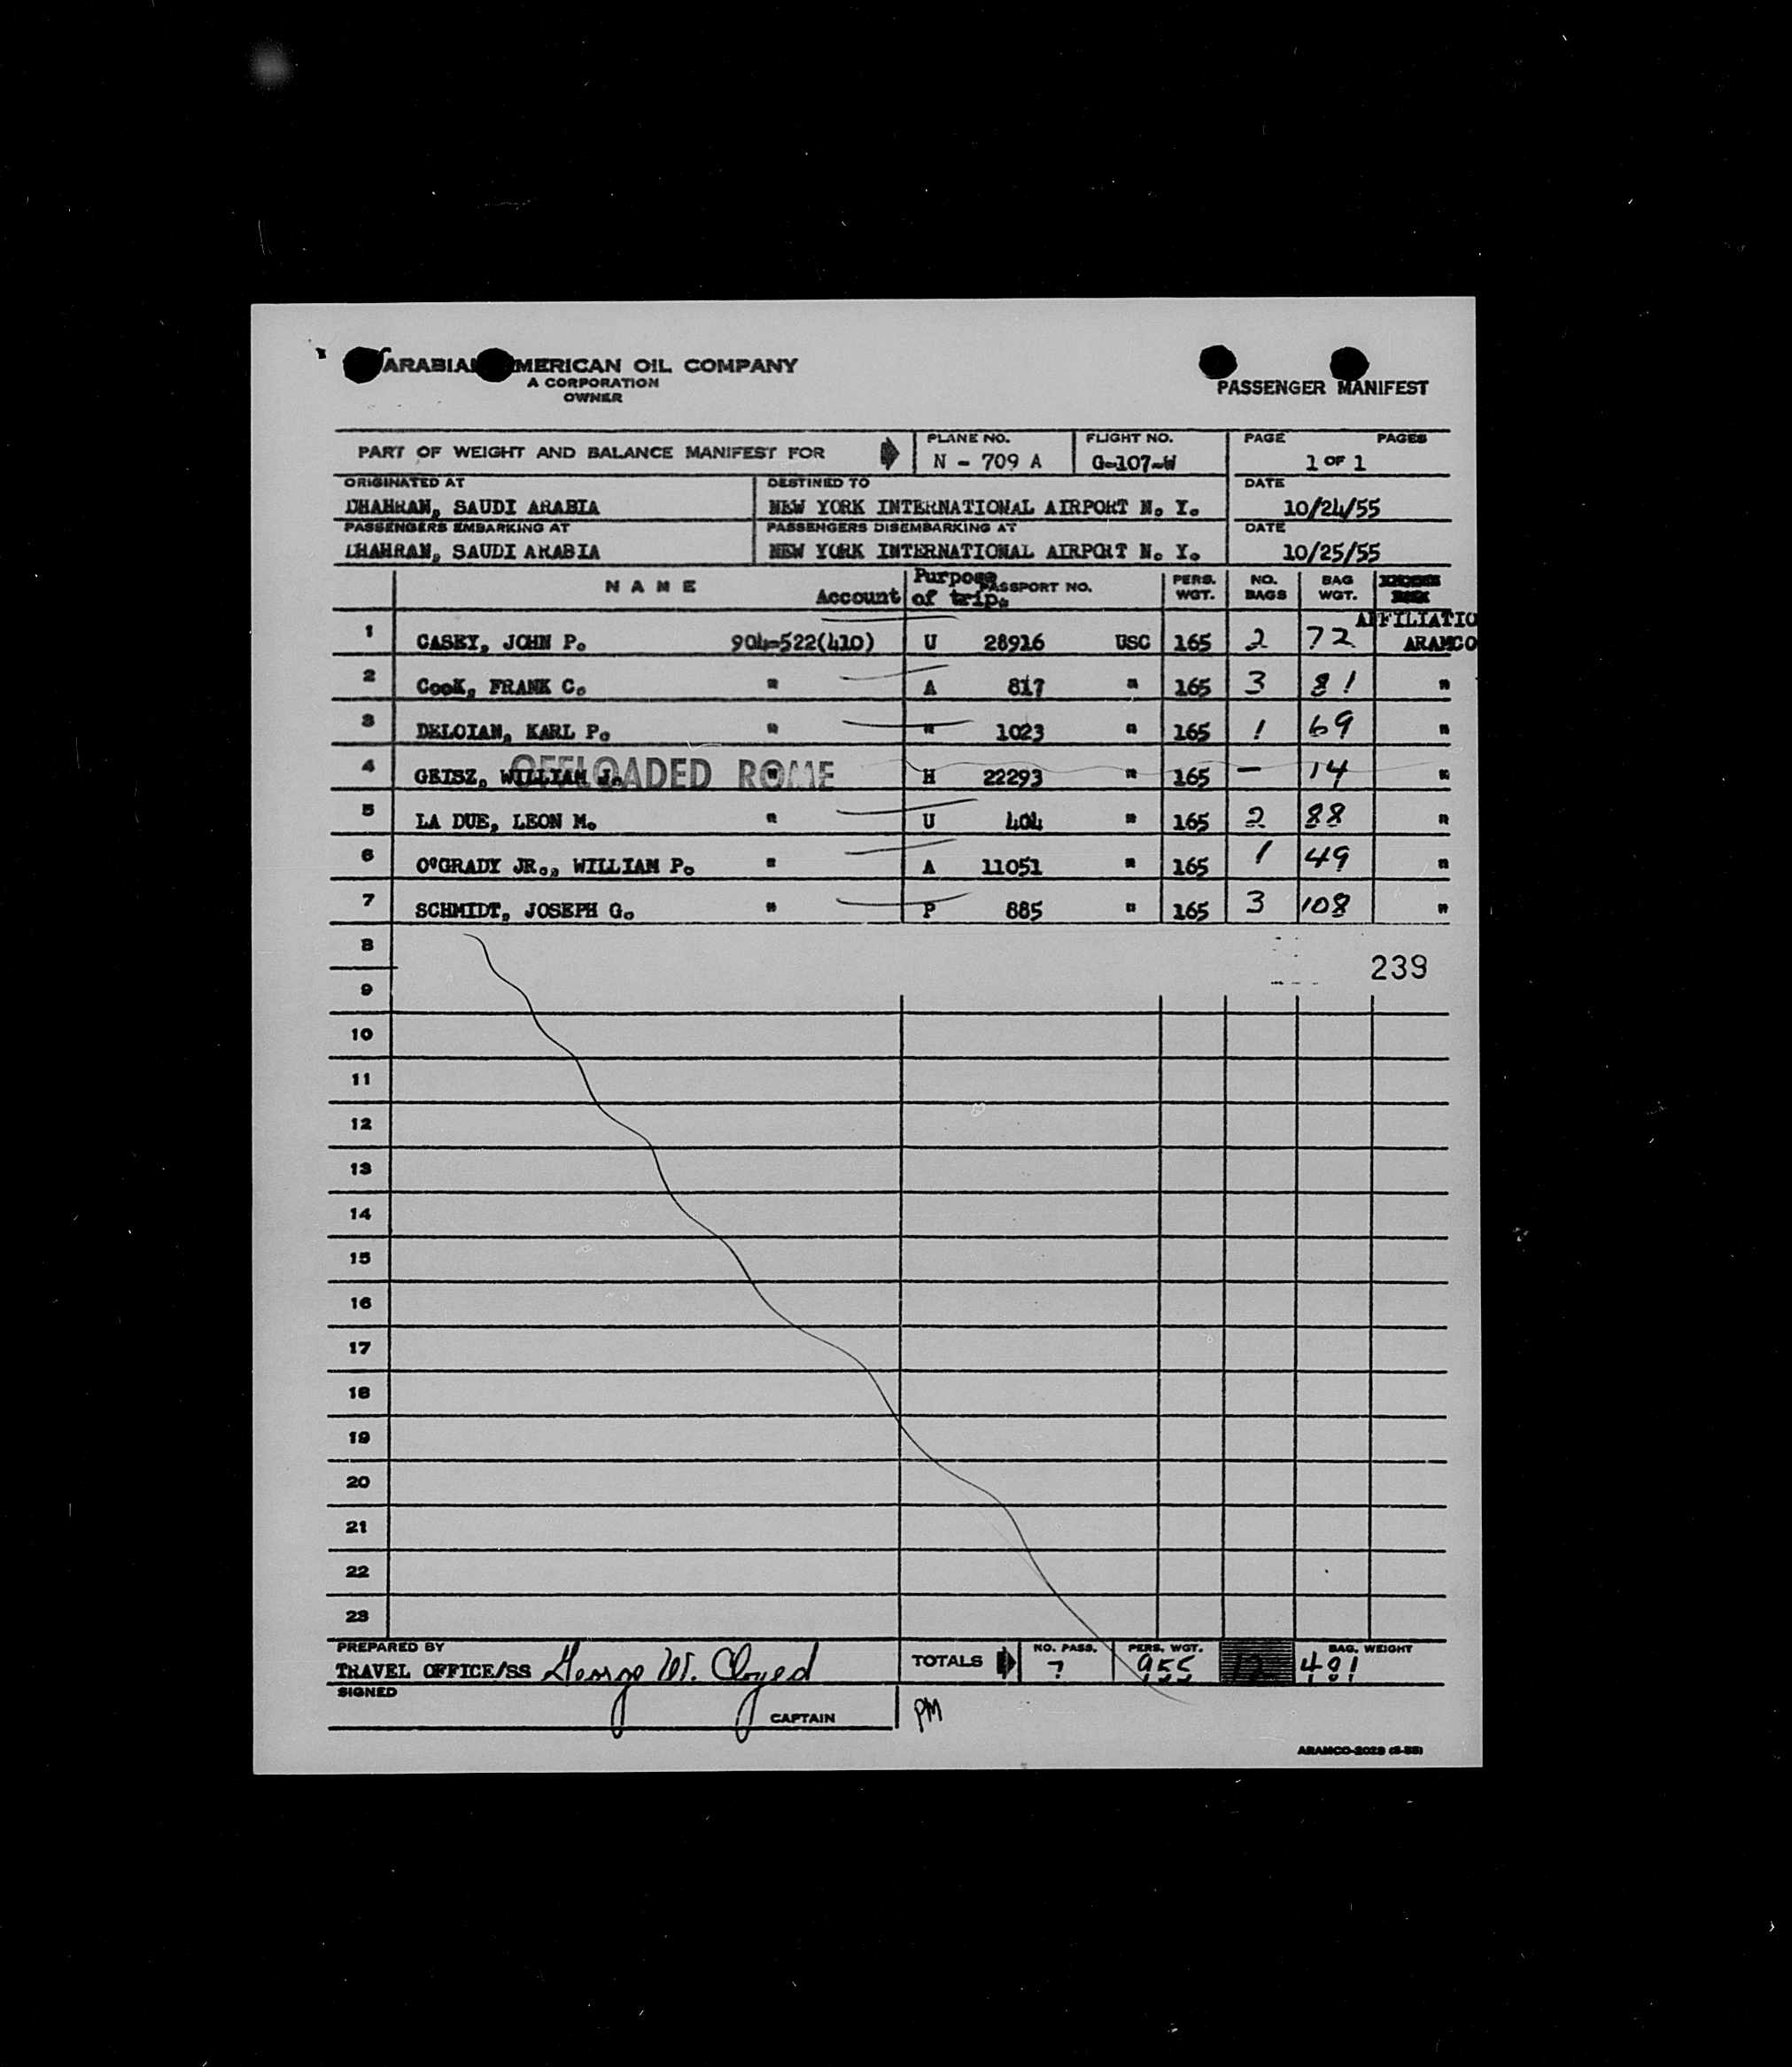 ARABIAN AMERICAN OIL COMPANY
A CORPORATION
OWNER
PASSENGER MANIFEST
PART OF WEIGHT AND BALANCE MANIFEST FOR
PLANE NO.
N - 709 A
FLIGHT NO.
G-107-W
PAGE PAGES
1 OF 1
ORIGINATED AT
DHAHRAN, SAUDI ARABIA
DESTINED TO
NEW YORK INTERNATIONAL AIRPORT N. Y.
DATE
10/24/55
PASSENGERS EMBARKING AT
DHAHRAN, SAUDI ARABIA
PASSENGERS DISEMBARKING AT
NEW YORK INTERNATIONAL AIRPORT N. Y.
DATE
10/25/55
NAME Account Purpose of trip. PASSPORT NO. PERS. WGT. NO. BAGS BAG WGT.
AFFILIATIO
1 CASEY, JOHN P. 904-522(410) U 28916 USC 165 2 72 ARAMCO
2 CooK, FRANK C. " A 817 " 165 3 81 "
3 DELOIAN, KARL P. " " 1023 " 165 1 69 "
4 GEISZ, WILLIAM J. " H 22293 " 165 — 14 "
OFFLOADED ROME
5 LA DUE, LEON M. " U 404 " 165 2 88 "
6 O'GRADY JR., WILLIAM P. " A 11051 " 165 1 49 "
7 SCHMIDT, JOSEPH G. " P 885 " 165 3 108 "
8
239
9
10
11
12
13
14
15
16
17
18
19
20
21
22
23
PREPARED BY
TRAVEL OFFICE/SS George W. Cloyed
TOTALS
NO. PASS.
7
PERS. WGT.
12
BAG. WEIGHT
481
SIGNED
CAPTAIN
PM